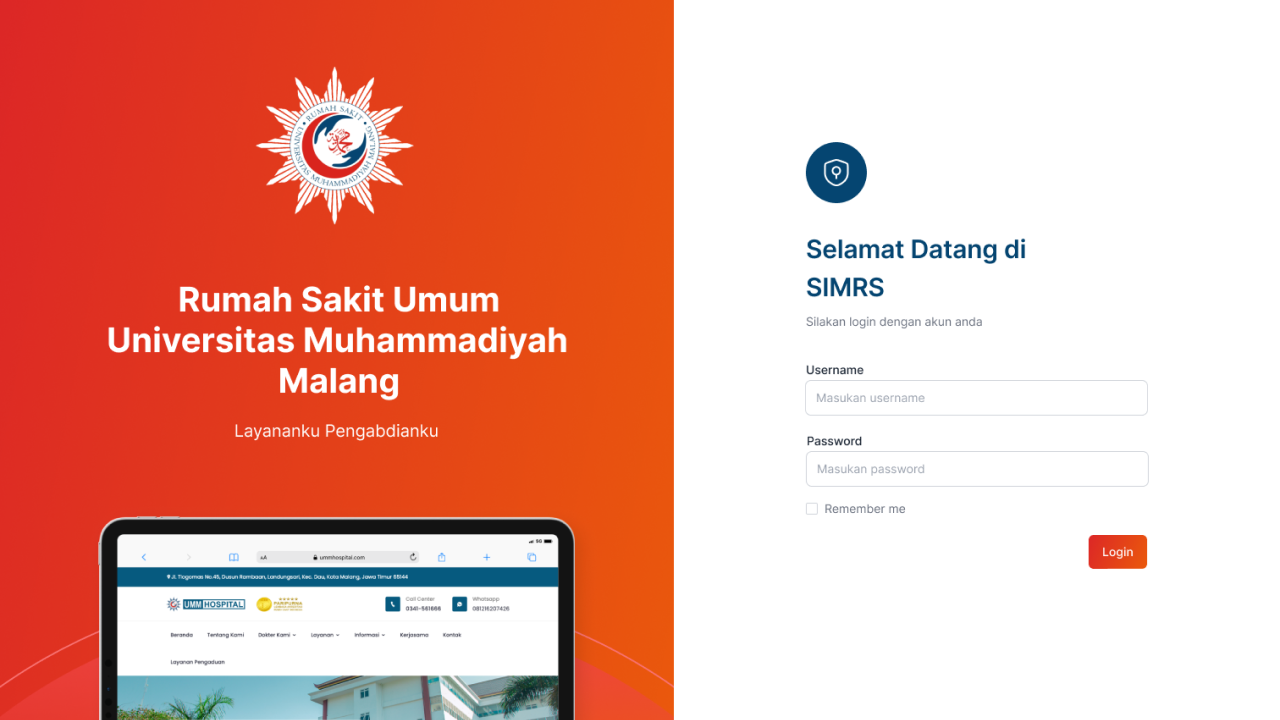 RUMAH SAKIT
UNIVERSITAS MUHAMMADIYAH MALANG
Rumah Sakit Umum
Universitas Muhammadiyah
Malang
Layananku Pengabdianku
5G
AA
ummhospital.com
Jl. Tlogomas No.45, Dusun Rambaan, Landungsari, Kec. Dau, Kota Malang, Jawa Timur 65144
UMM HOSPITAL
PARIPURNA
Call Center
0341-561666
Whatsapp
081216207426
Beranda Tentang Kami Dokter Kami Layanan Informasi Kerjasama Kontak
Layanan Pengaduan
Selamat Datang di
SIMRS
Silakan login dengan akun anda
Username
Masukan username
Password
Masukan password
Remember me
Login